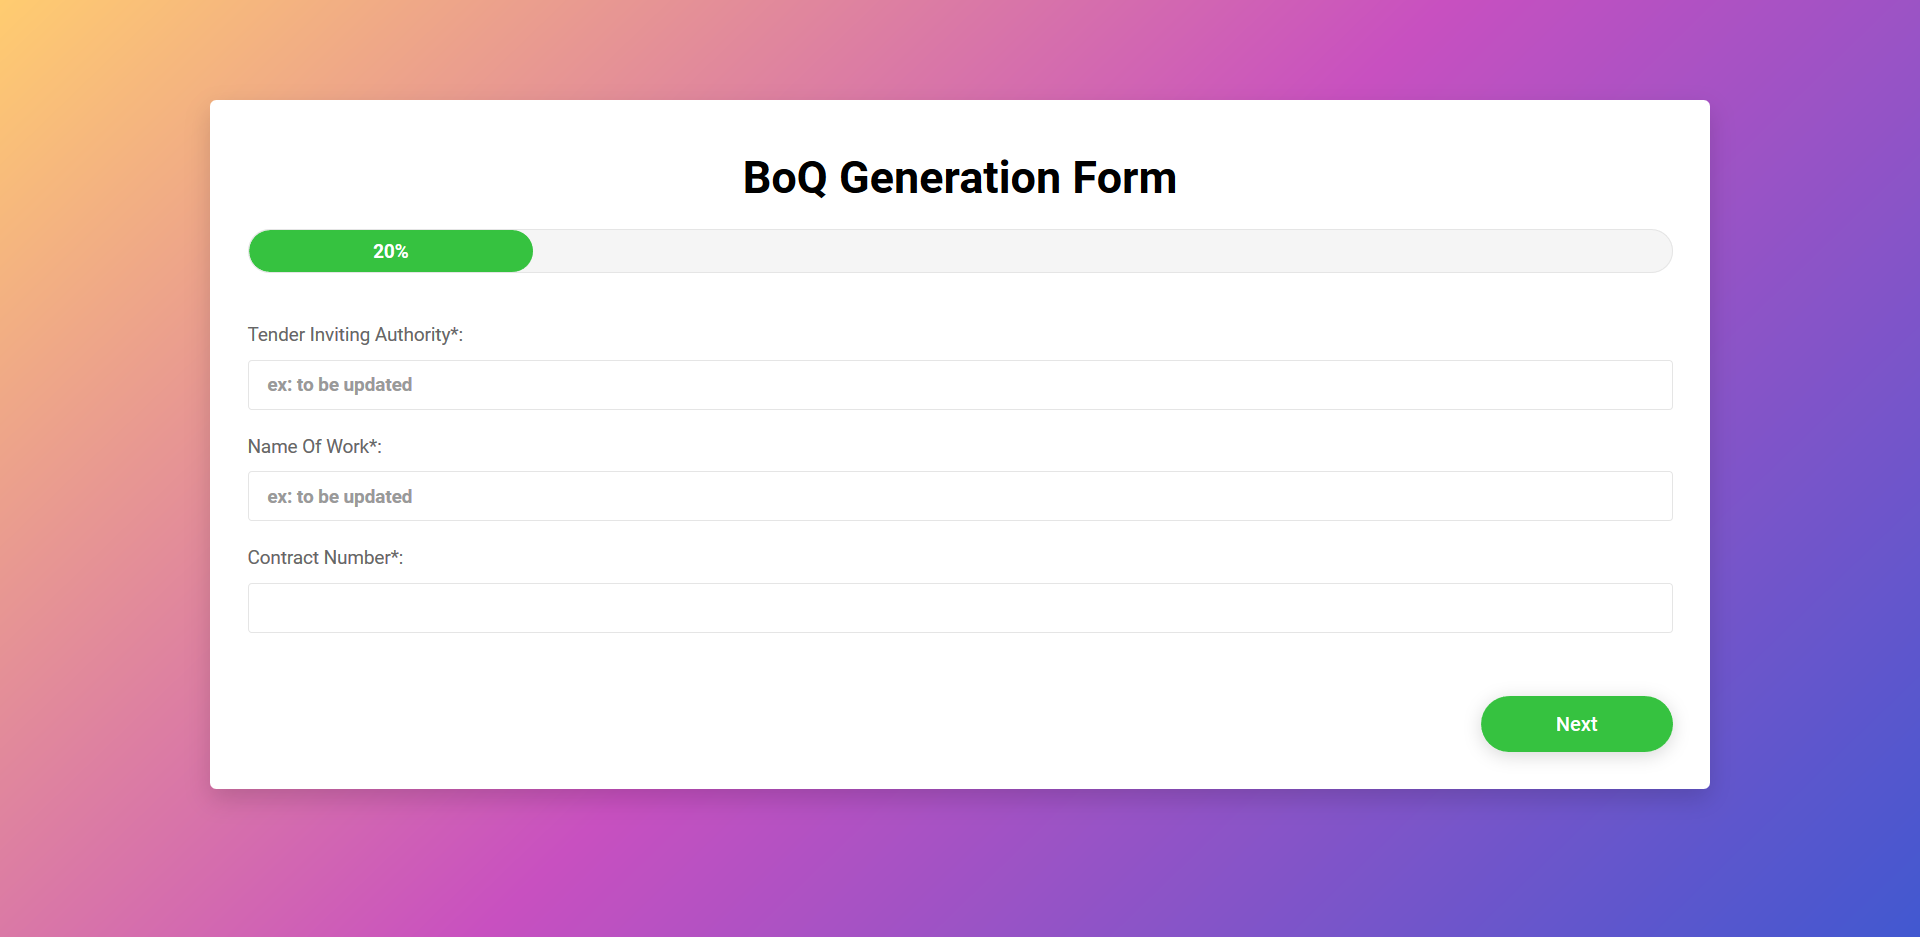 BoQ Generation Form
20%
Tender Inviting Authority*:
ex: to be updated
Name Of Work*:
ex: to be updated
Contract Number*:
Next